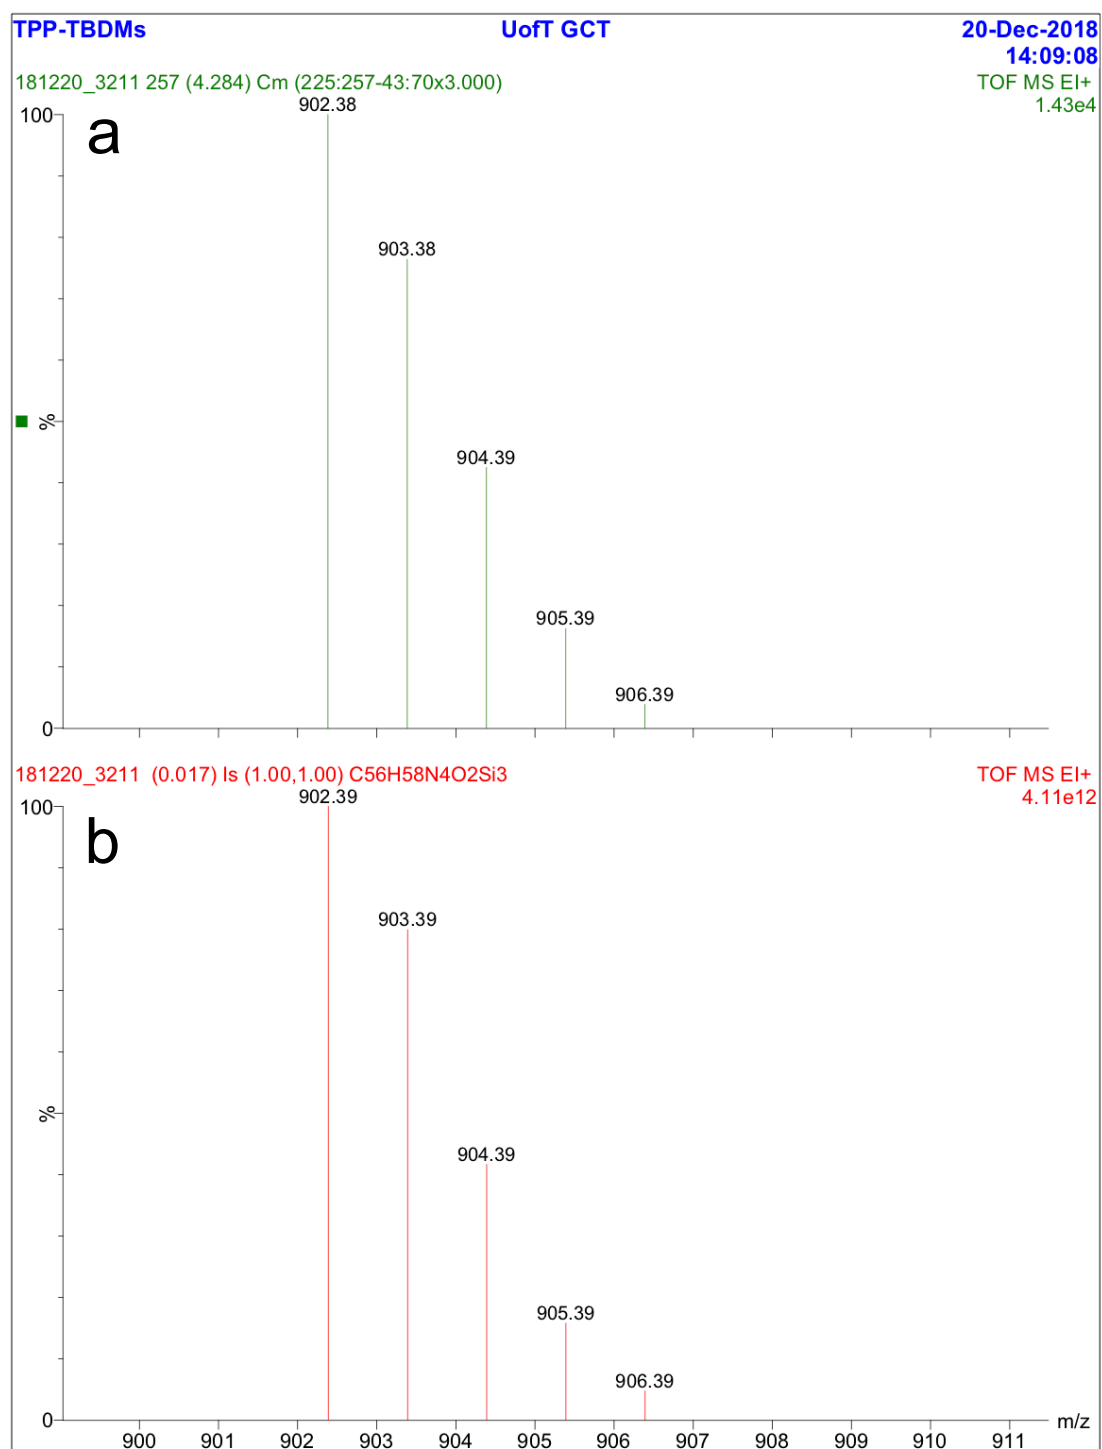 TPP-TBDMs UofT GCT 20-Dec-2018
14:09:08
181220_3211 257 (4.284) Cm (225:257-43:70x3.000) TOF MS EI+
1.43e4
902.38
100
a
903.38
%
904.39
905.39
906.39
0
181220_3211 (0.017) Is (1.00,1.00) C56H58N4O2Si3 TOF MS EI+
4.11e12
902.39
100
b
903.39
%
904.39
905.39
906.39
0
m/z
900 901 902 903 904 905 906 907 908 909 910 911